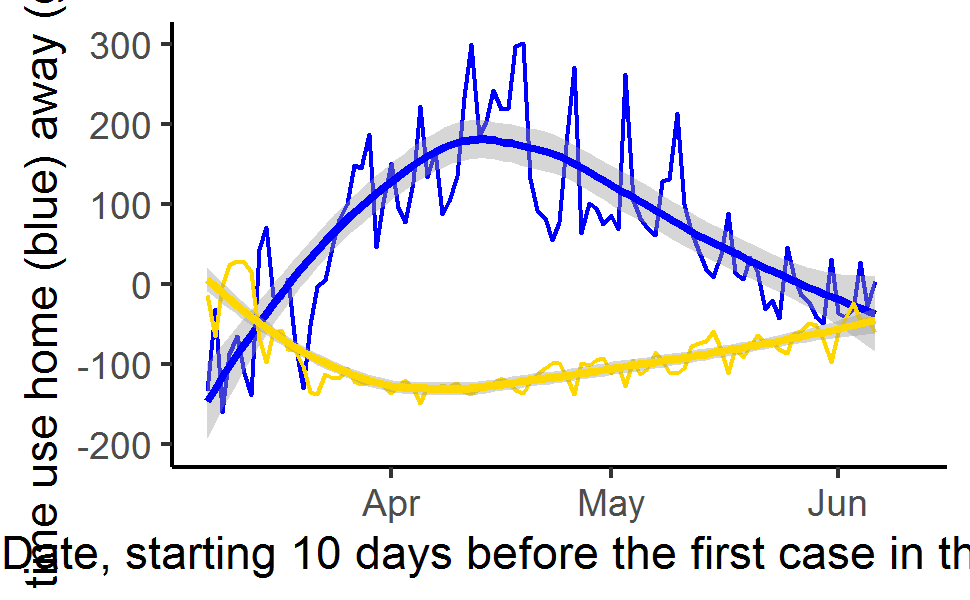 time use home (blue) away (
300
200
100
0
-100
-200
Apr May Jun
Date, starting 10 days before the first case in th